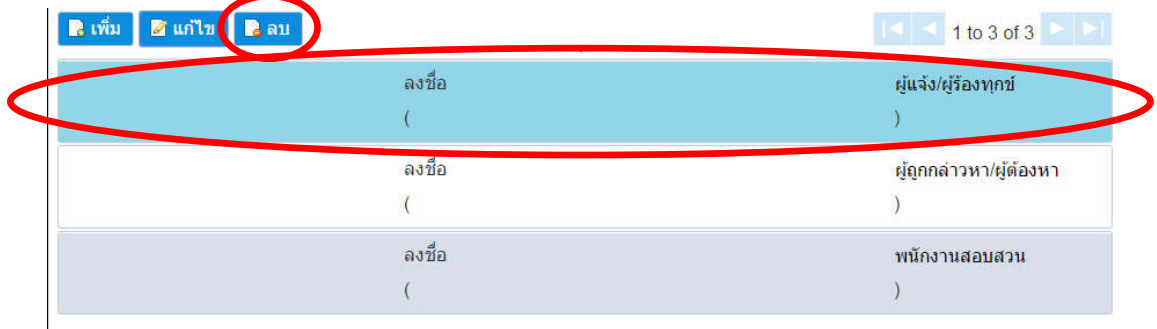 เพิ่ม แก้ไข ลบ 1 to 3 of 3
ลงชื่อ ผู้แจ้ง/ผู้ร้องทุกข์
( )
ลงชื่อ ผู้ถูกกล่าวหา/ผู้ต้องหา
( )
ลงชื่อ พนักงานสอบสวน
( )